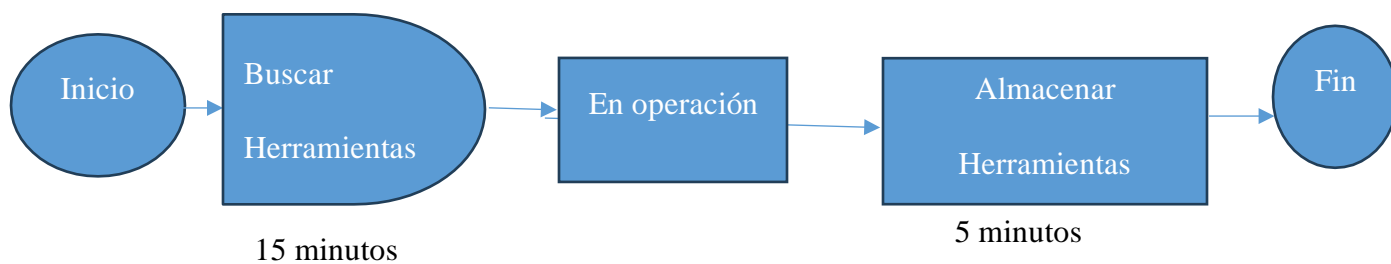 Inicio
Buscar
Herramientas
15 minutos
En operación
Almacenar
Herramientas
5 minutos
Fin